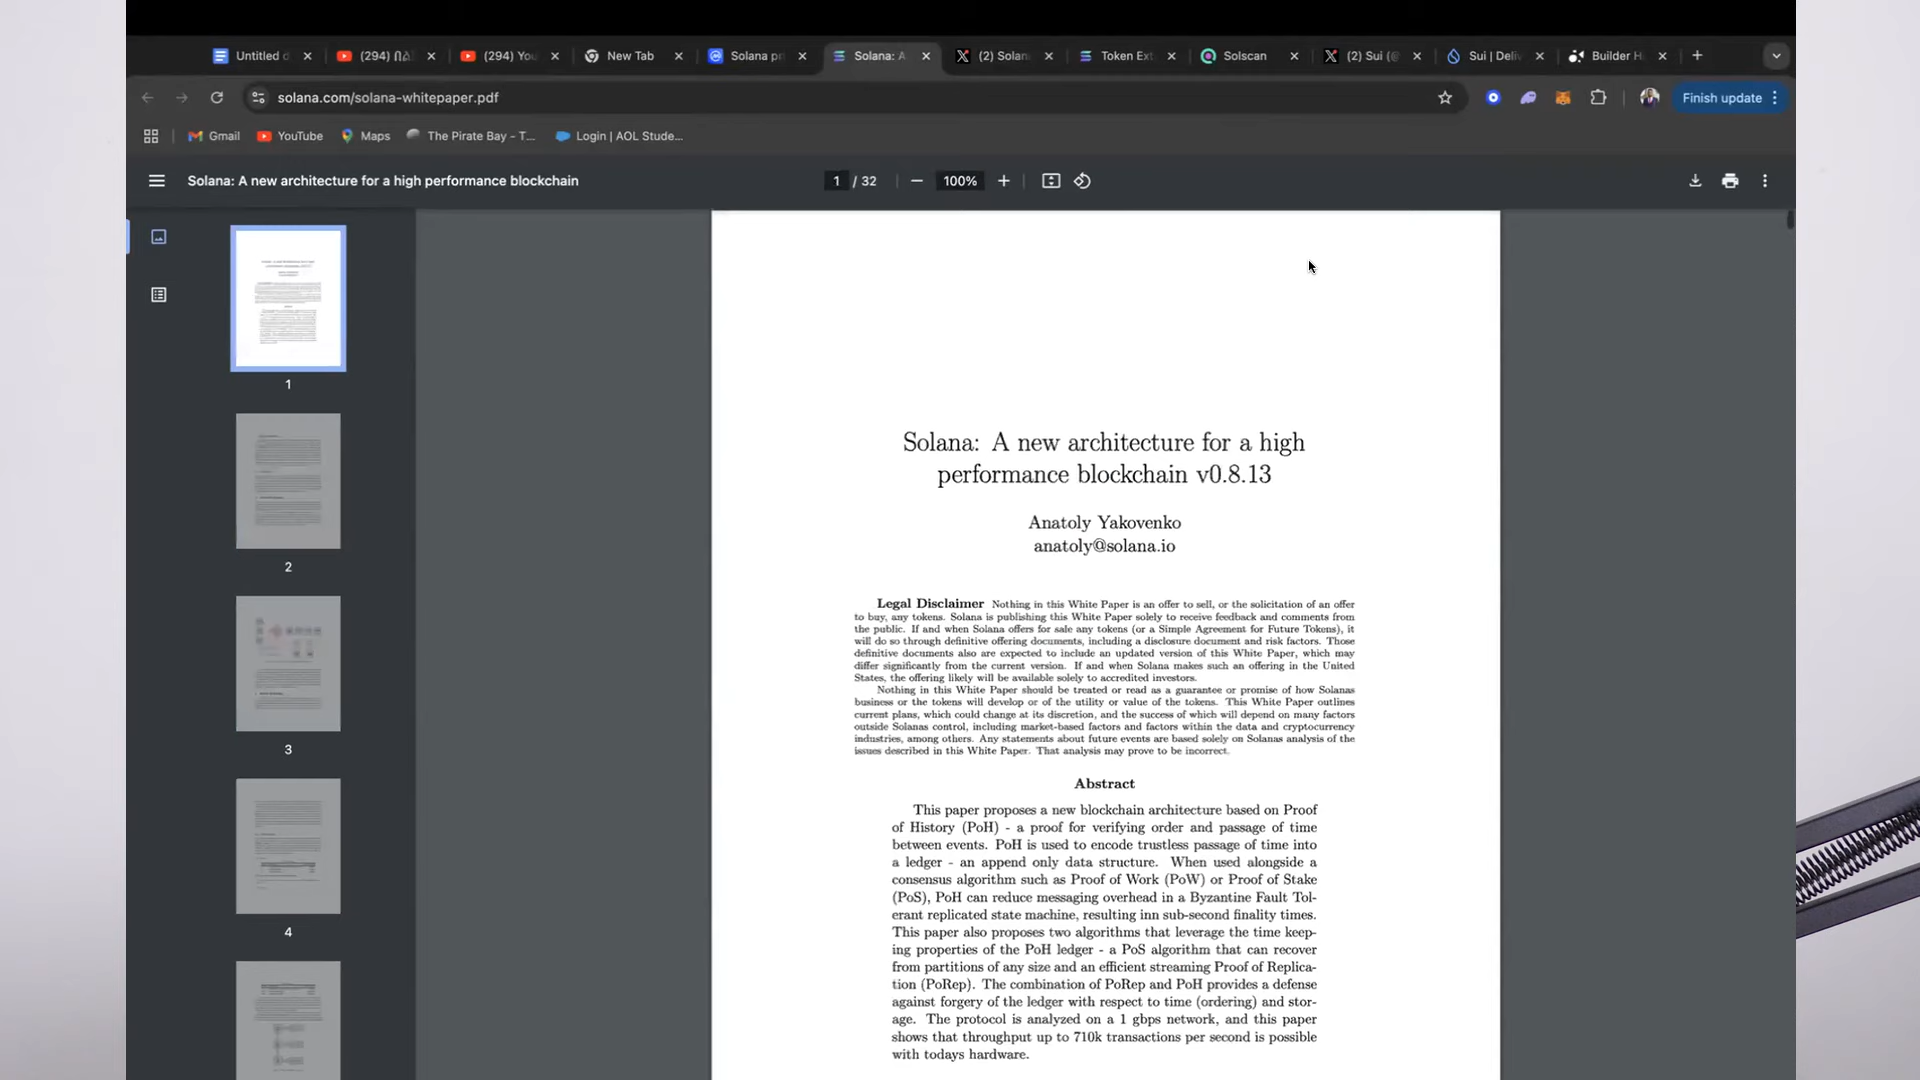 Untitled d
(294) በል
(294) You
New Tab
Solana pr
Solana: A
(2) Solan
Token Ext
Solscan
(2) Sui (@
Sui | Deli
Builder H
solana.com/solana-whitepaper.pdf
Finish update
Gmail
YouTube
Maps
The Pirate Bay - T...
Login | AOL Stude...
Solana: A new architecture for a high performance blockchain
1 / 32
100%
1
2
3
4
Solana: A new architecture for a high
performance blockchain v0.8.13
Anatoly Yakovenko
anatoly@solana.io
Legal Disclaimer Nothing in this White Paper is an offer to sell, or the solicitation of an offer
to buy, any tokens. Solana is publishing this White Paper solely to receive feedback and comments from
the public. If and when Solana offers for sale any tokens (or a Simple Agreement for Future Tokens), it
will do so through definitive offering documents, including a disclosure document and risk factors. Those
definitive documents also are expected to include an updated version of this White Paper, which may
differ significantly from the current version. If and when Solana makes such an offering in the United
States, the offering likely will be available solely to accredited investors.
Nothing in this White Paper should be treated or read as a guarantee or promise of how Solanas
business or the tokens will develop or of the utility or value of the tokens. This White Paper outlines
current plans, which could change at its discretion, and the success of which will depend on many factors
outside Solanas control, including market-based factors and factors within the data and cryptocurrency
industries, among others. Any statements about future events are based solely on Solanas analysis of the
issues described in this White Paper. That analysis may prove to be incorrect.
Abstract
This paper proposes a new blockchain architecture based on Proof
of History (PoH) - a proof for verifying order and passage of time
between events. PoH is used to encode trustless passage of time into
a ledger - an append only data structure. When used alongside a
consensus algorithm such as Proof of Work (PoW) or Proof of Stake
(PoS), PoH can reduce messaging overhead in a Byzantine Fault Tol-
erant replicated state machine, resulting inn sub-second finality times.
This paper also proposes two algorithms that leverage the time keep-
ing properties of the PoH ledger - a PoS algorithm that can recover
from partitions of any size and an efficient streaming Proof of Replica-
tion (PoRep). The combination of PoRep and PoH provides a defense
against forgery of the ledger with respect to time (ordering) and stor-
age. The protocol is analyzed on a 1 gbps network, and this paper
shows that throughput up to 710k transactions per second is possible
with todays hardware.